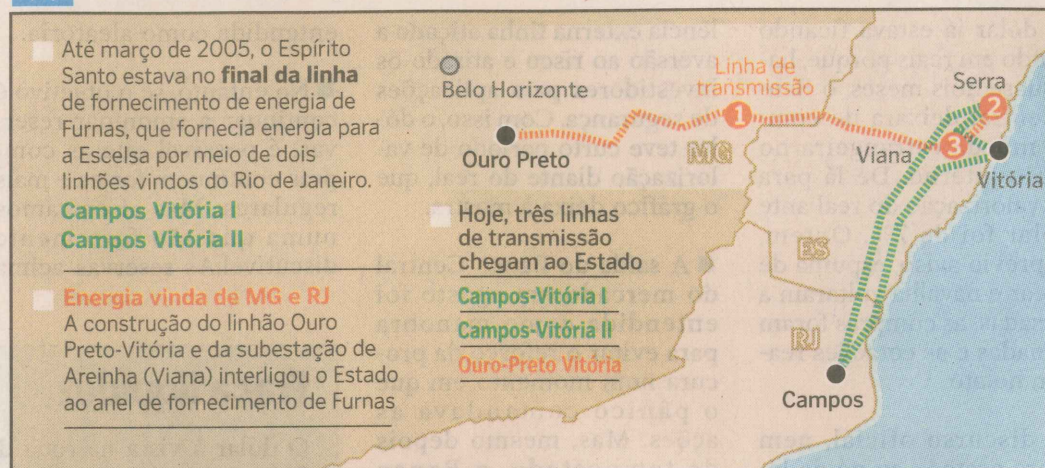 Até março de 2005, o Espírito
Santo estava no final da linha
de fornecimento de energia de
Furnas, que fornecia energia para
a Escelsa por meio de dois
linhões vindos do Rio de Janeiro.
Campos Vitória I
Campos Vitória II
Energia vinda de MG e RJ
A construção do linhão Ouro
Preto-Vitória e da subestação de
Areinha (Viana) interligou o Estado
ao anel de fornecimento de Furnas
Hoje, três linhas
de transmissão
chegam ao Estado
Campos-Vitória I
Campos-Vitória II
Ouro-Preto Vitória
Belo Horizonte
Ouro Preto
Linha de
transmissão
1
MG
Serra
2
Viana
3
Vitória
ES
RJ
Campos